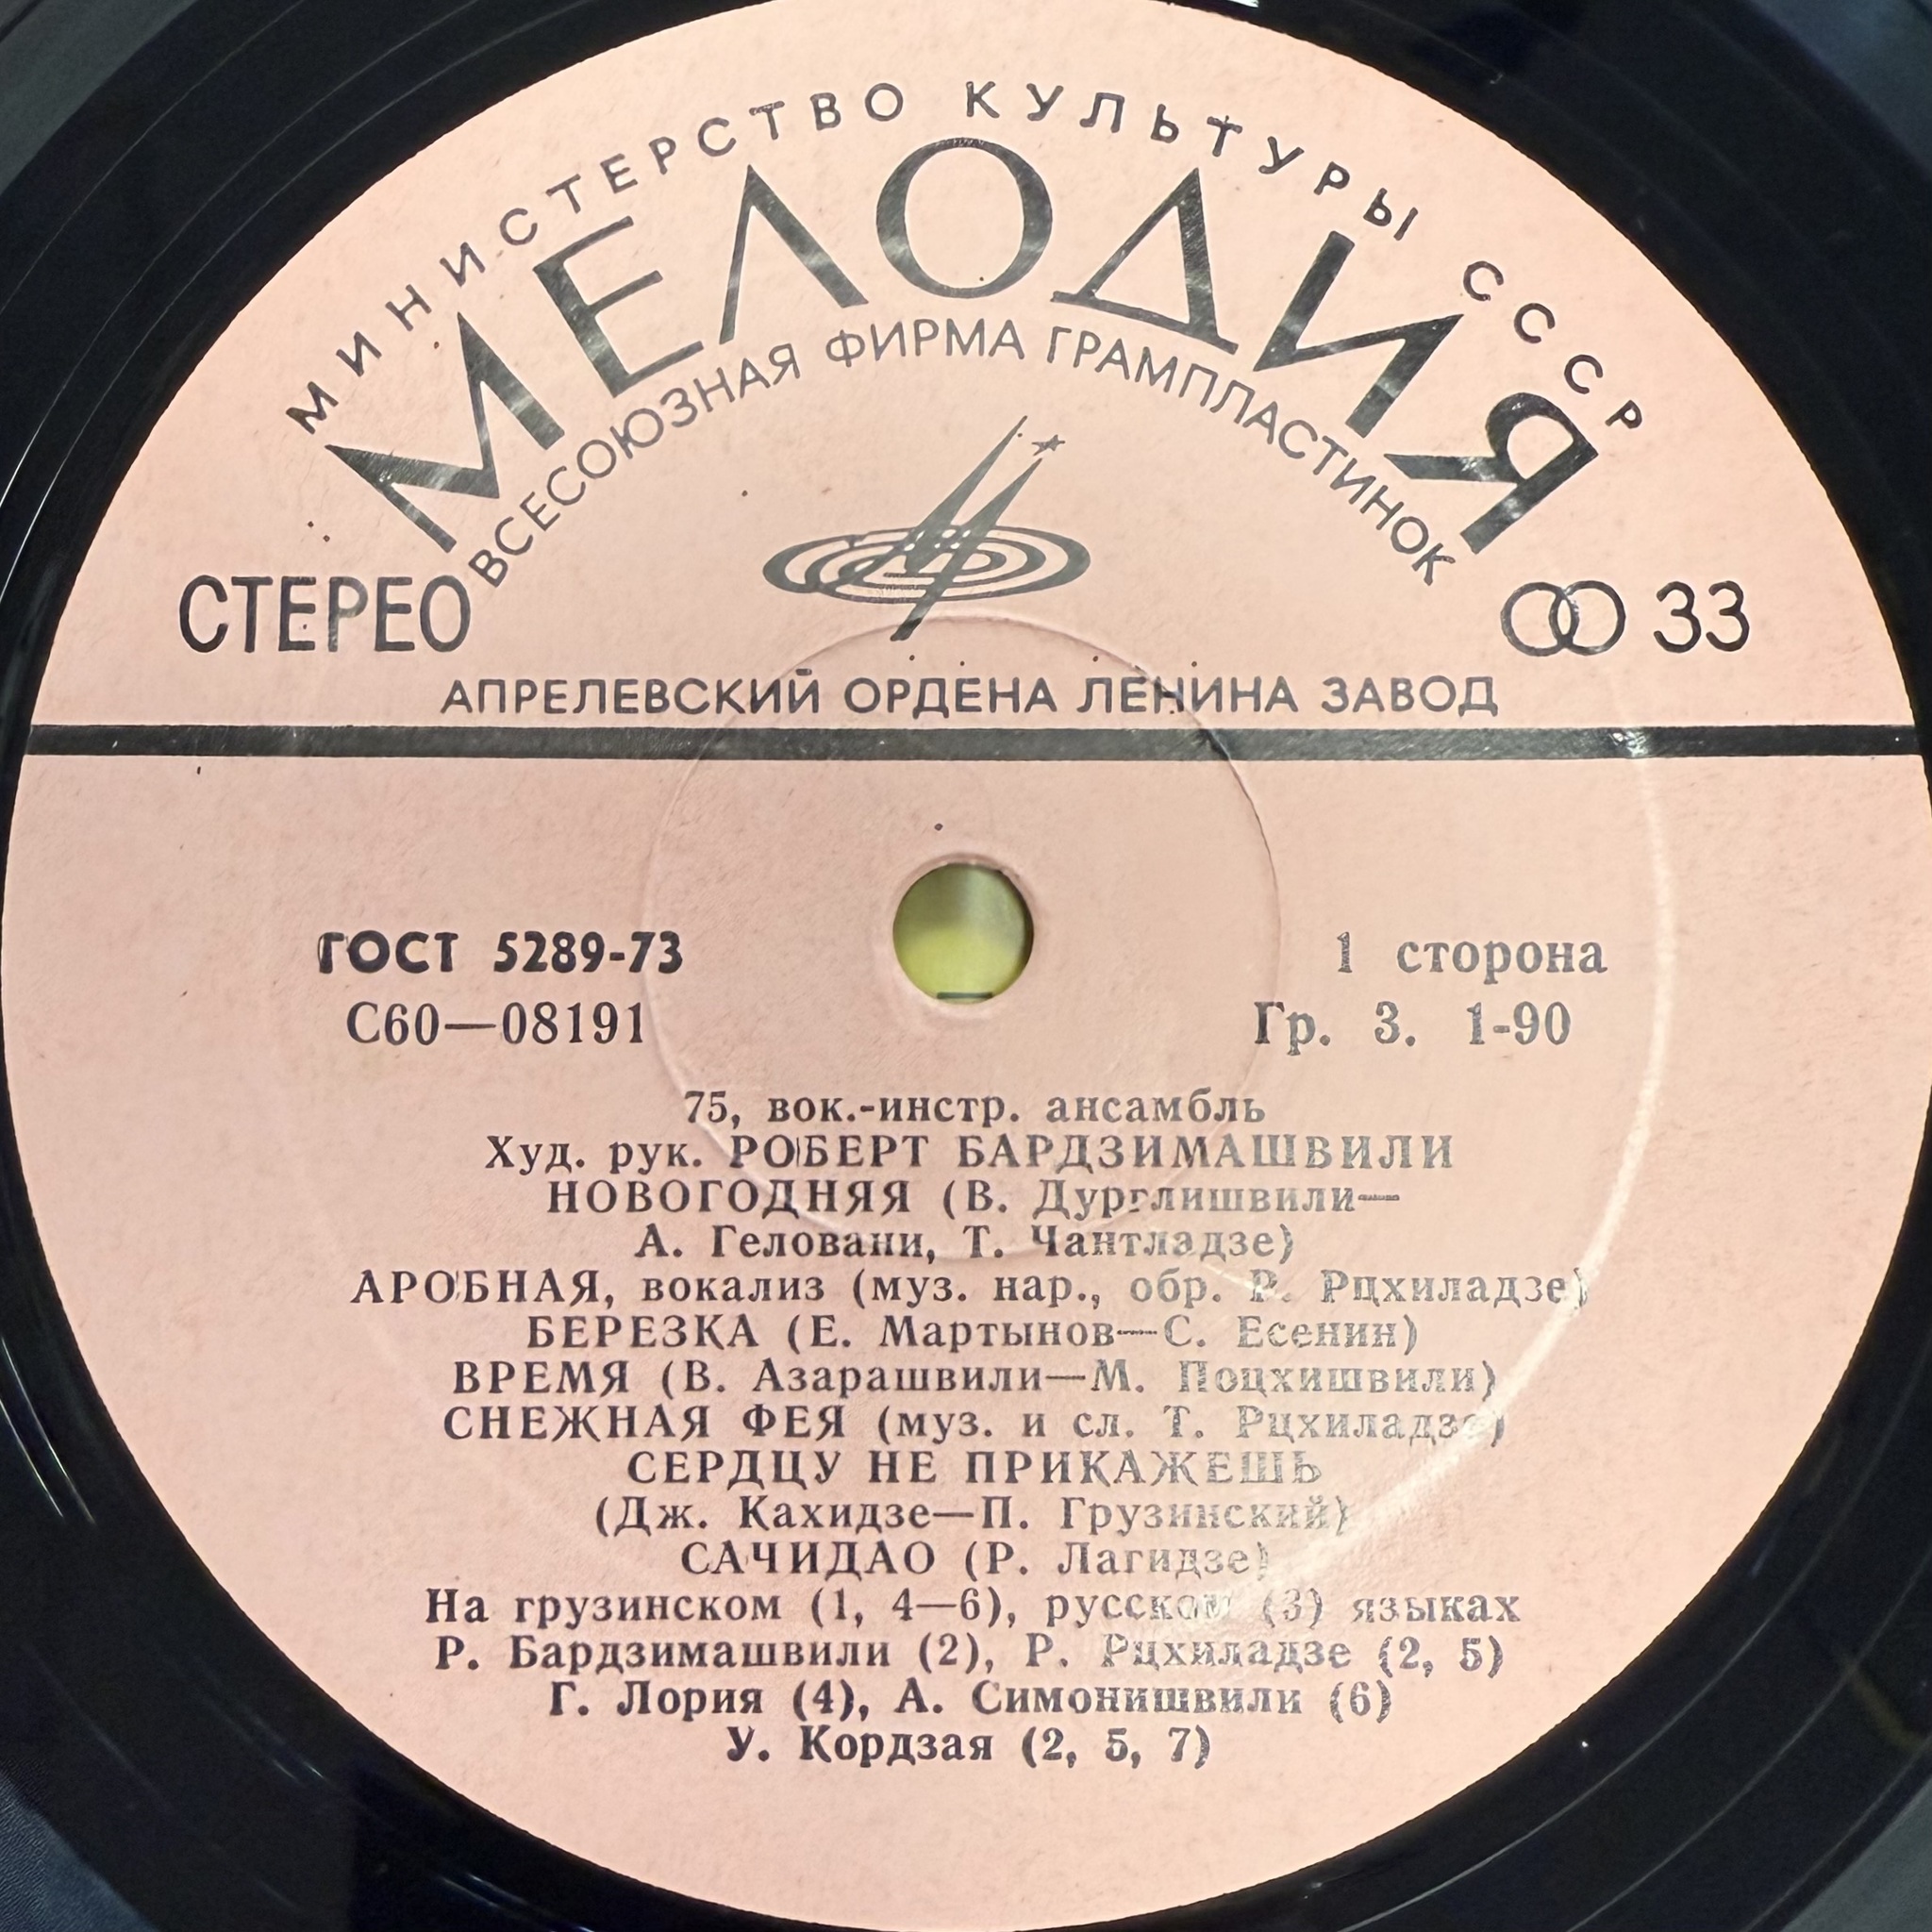 МИНИСТЕРСТВО КУЛЬТУРЫ СССР
МЕЛОДИЯ
ВСЕСОЮЗНАЯ ФИРМА ГРАМПЛАСТИНОК
СТЕРЕО
33
АПРЕЛЕВСКИЙ ОРДЕНА ЛЕНИНА ЗАВОД
ГОСТ 5289-73
1 сторона
С60—08191
Гр. 3. 1-90
75, вок.-инстр. ансамбль
Худ. рук. РОБЕРТ БАРДЗИМАШВИЛИ
НОВОГОДНЯЯ (В. Дурглишвили—
А. Геловани, Т. Чантладзе)
АРОБНАЯ, вокализ (муз. нар., обр. Р. Рцхиладзе)
БЕРЕЗКА (Е. Мартынов—С. Есенин)
ВРЕМЯ (В. Азарашвили—М. Поцхишвили)
СНЕЖНАЯ ФЕЯ (муз. и сл. Т. Рцхиладзе)
СЕРДЦУ НЕ ПРИКАЖЕШЬ
(Дж. Кахидзе—П. Грузинский)
САЧИДАО (Р. Лагидзе)
На грузинском (1, 4—6), русском (3) языках
Р. Бардзимашвили (2), Р. Рцхиладзе (2, 5)
Г. Лория (4), А. Симонишвили (6)
У. Кордзая (2, 5, 7)